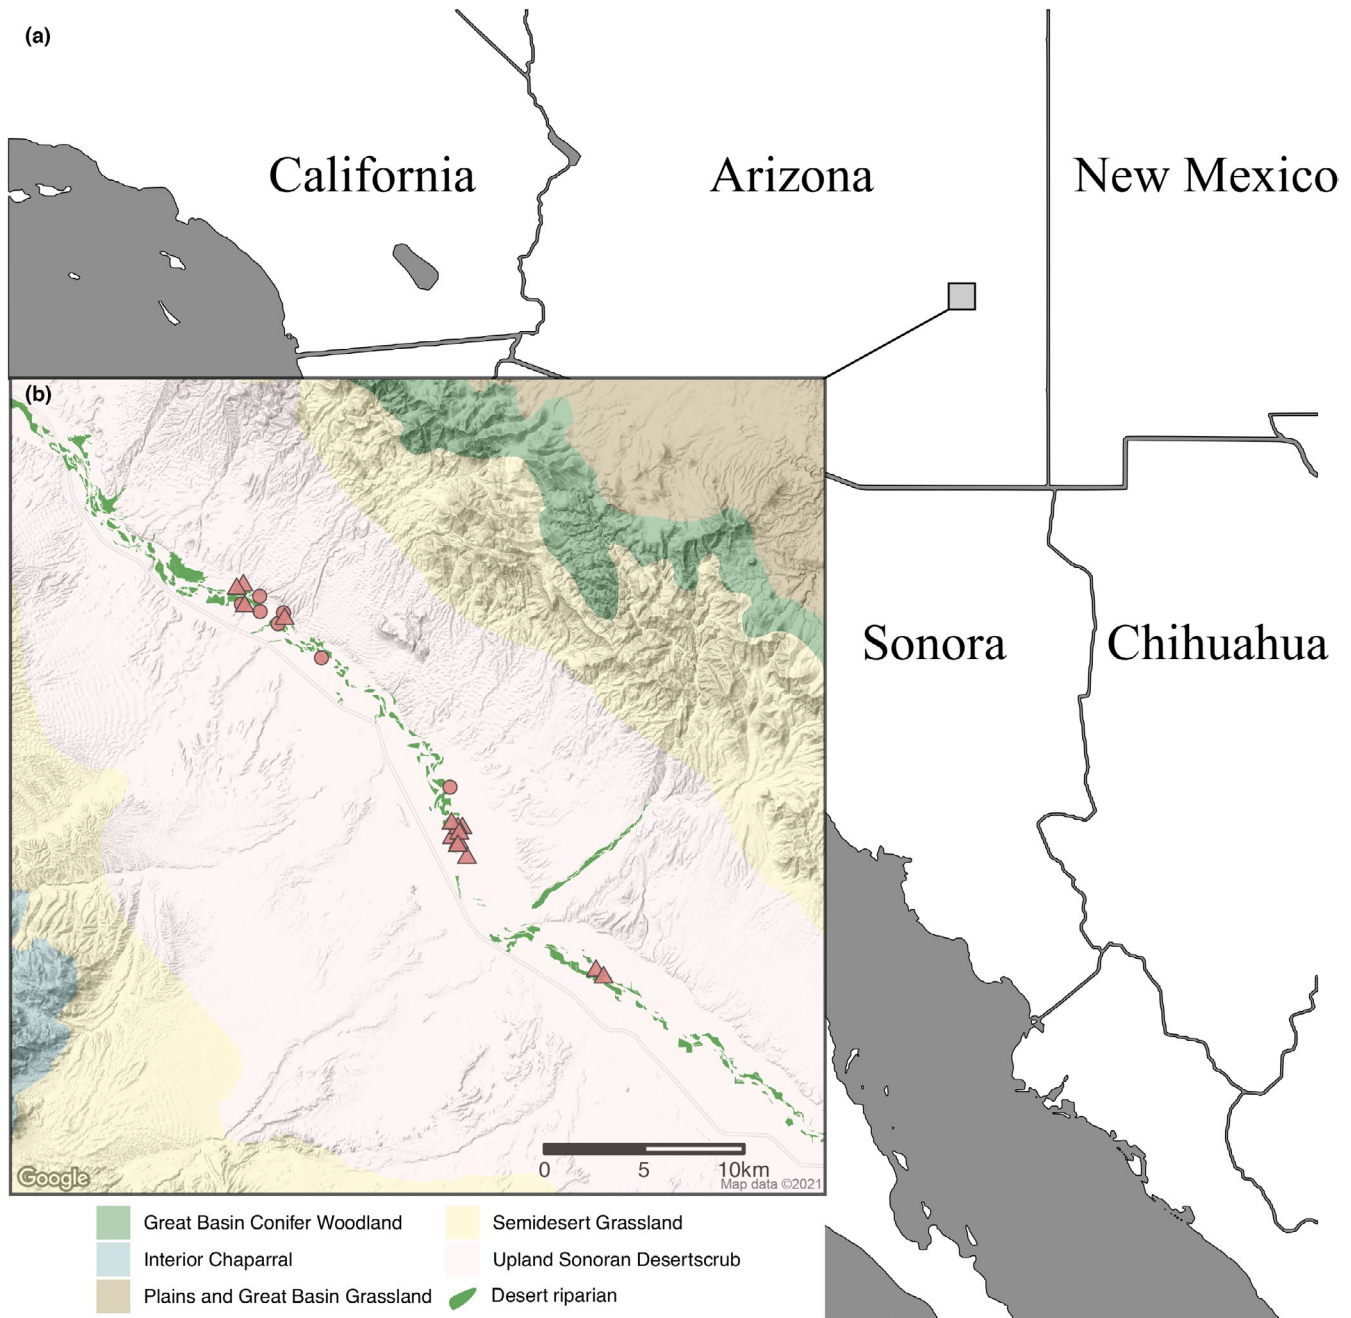 (a)
California
Arizona
New Mexico
(b)
Sonora
Chihuahua
0
5
10km
Google
Map data ©2021
Great Basin Conifer Woodland
Semidesert Grassland
Interior Chaparral
Upland Sonoran Desertscrub
Plains and Great Basin Grassland
Desert riparian